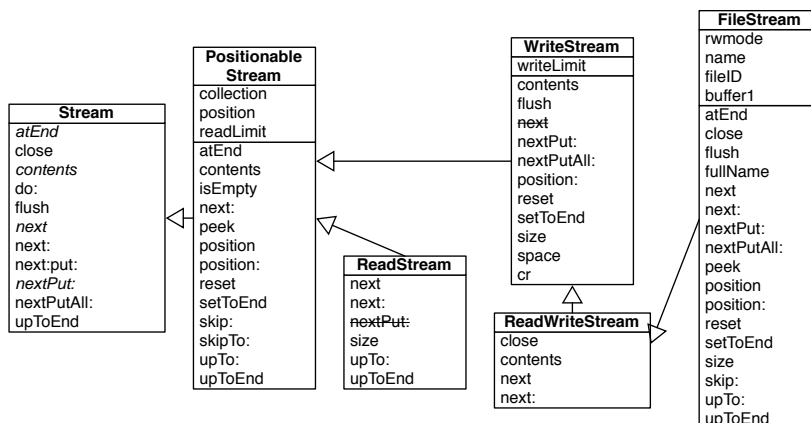 Stream
atEnd
close
contents
do:
flush
next
next:
next:put:
nextPut:
nextPutAll:
upToEnd
Positionable
Stream
collection
position
readLimit
atEnd
contents
isEmpty
next:
peek
position
position:
reset
setToEnd
skip:
skipTo:
upTo:
upToEnd
ReadStream
next
next:
nextPut:
size
upTo:
upToEnd
WriteStream
writeLimit
contents
flush
next
nextPut:
nextPutAll:
position:
reset
setToEnd
size
space
cr
ReadWriteStream
close
contents
next
next:
FileStream
rwmode
name
fileID
buffer1
atEnd
close
flush
fullName
next
next:
nextPut:
nextPutAll:
peek
position
position:
reset
setToEnd
size
skip:
upTo:
upToEnd